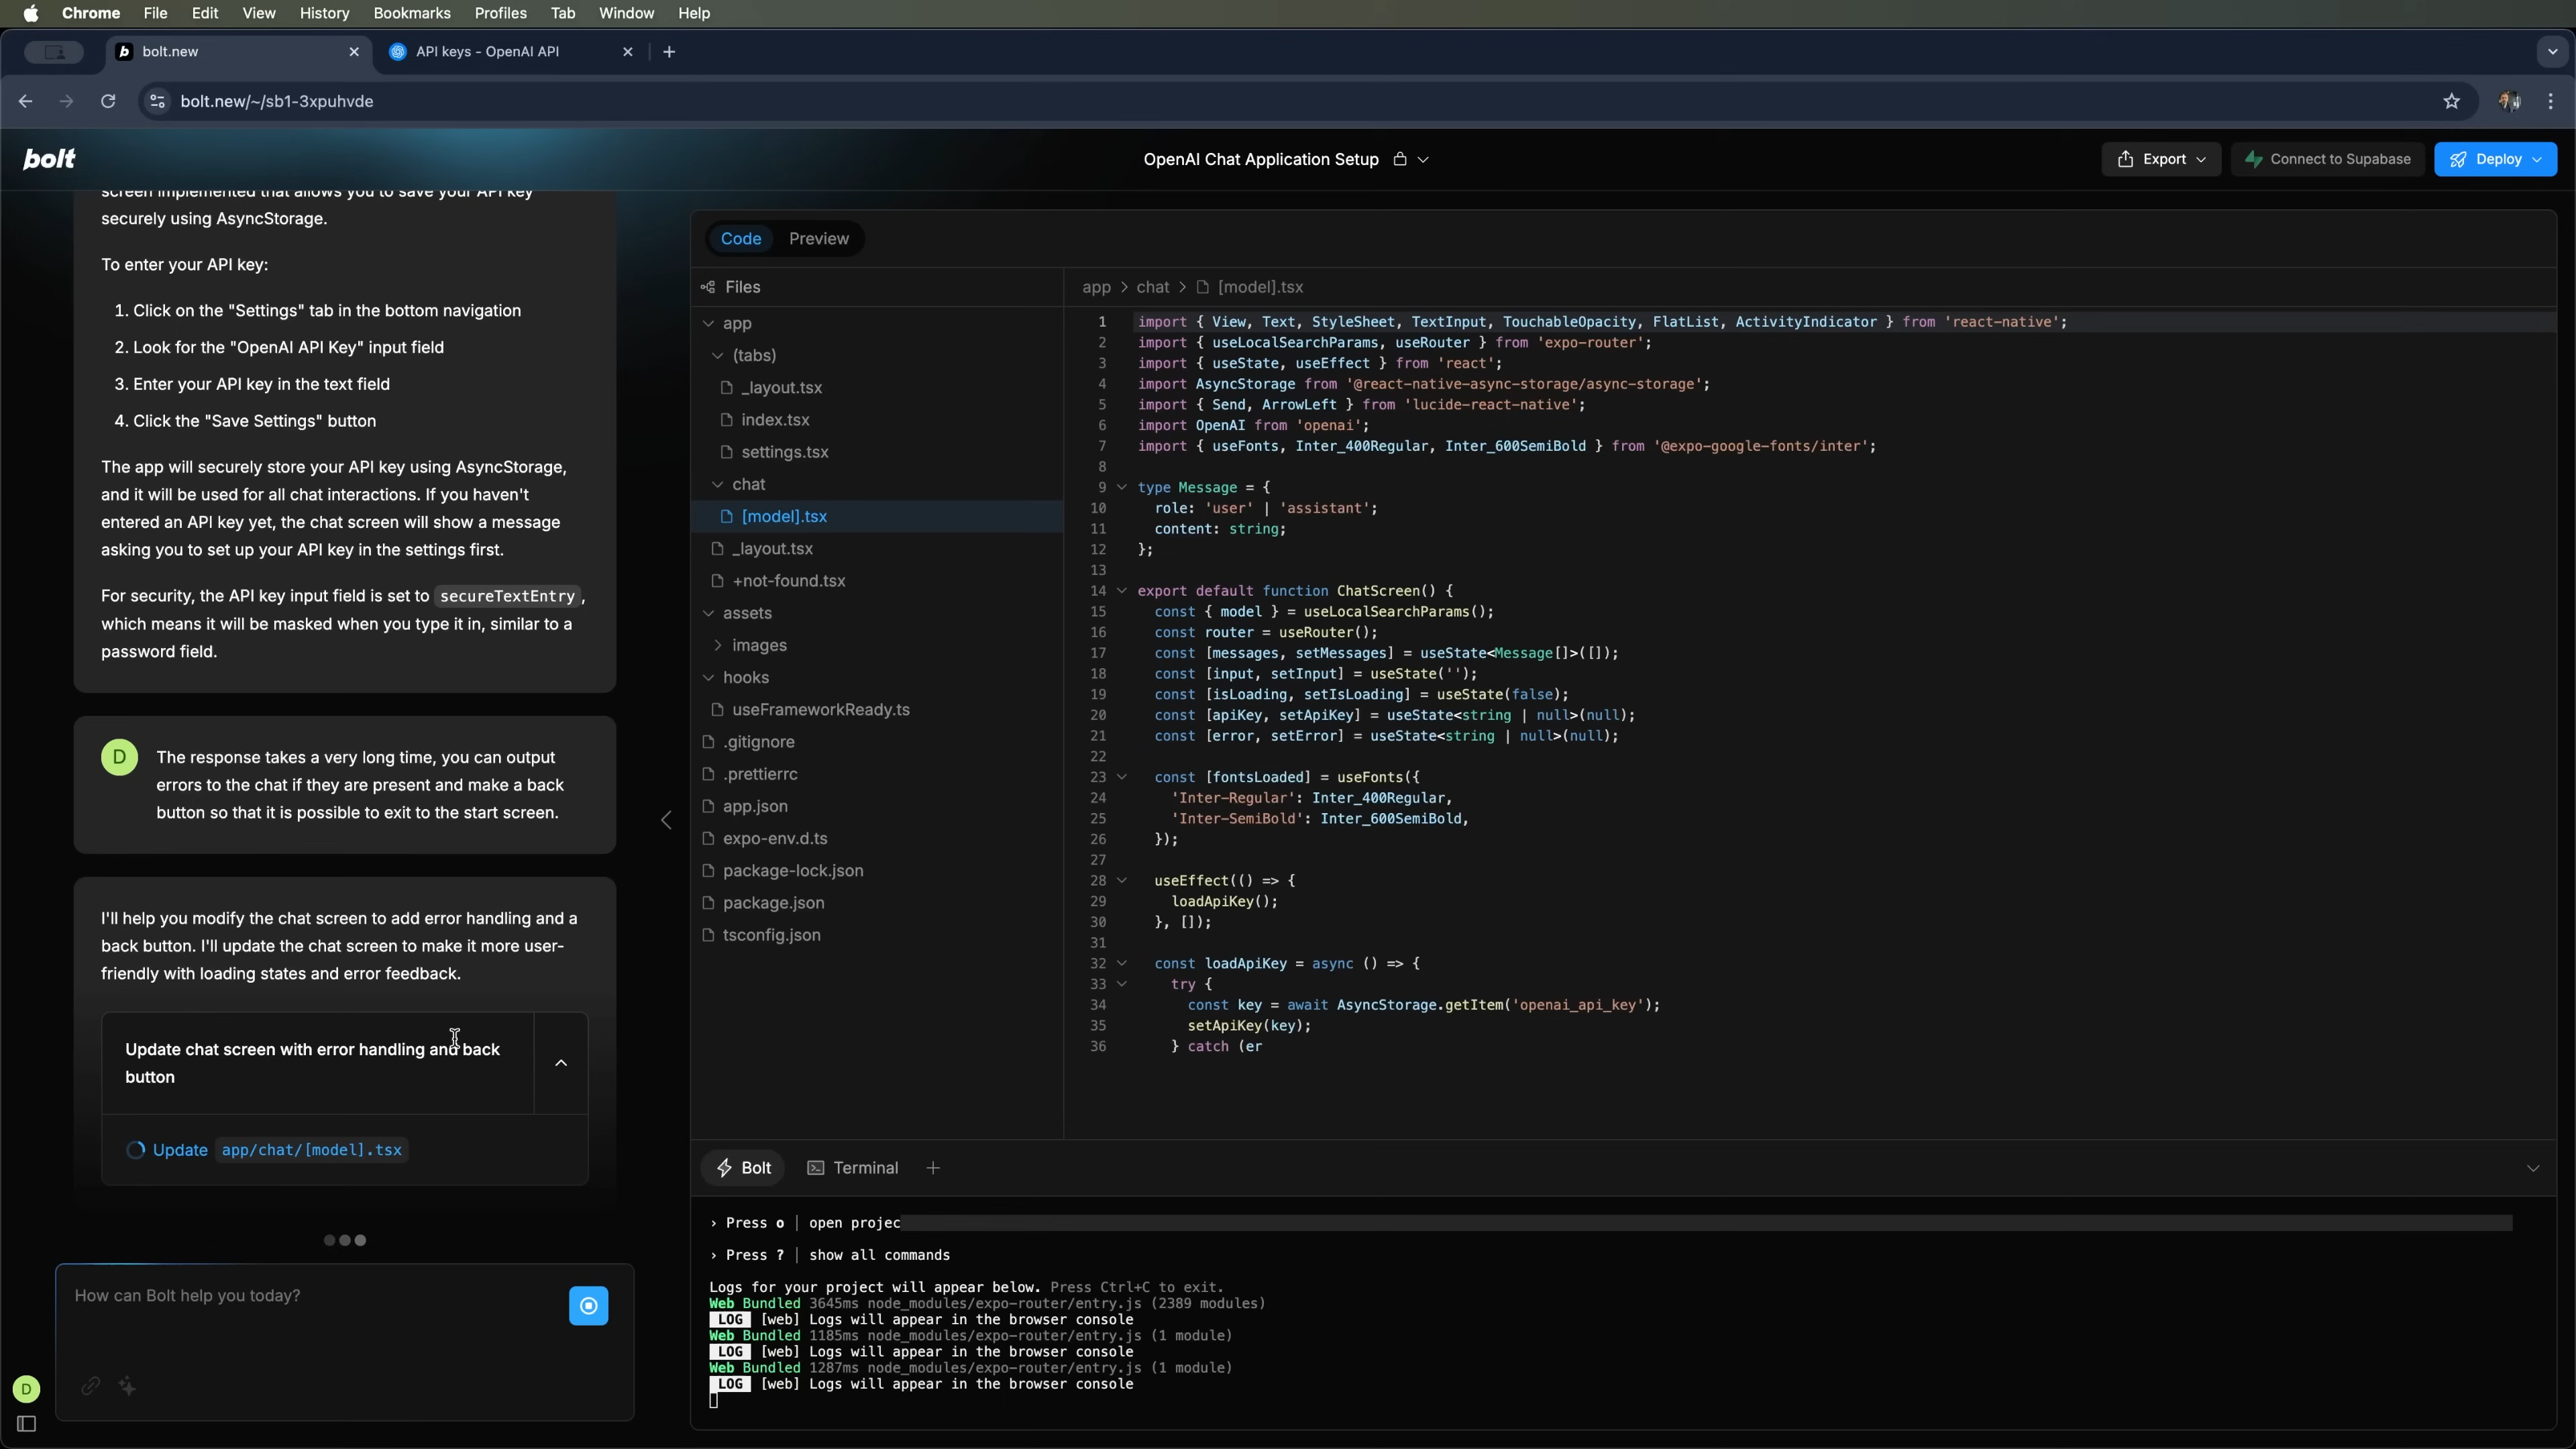 Chrome File Edit View History Bookmarks Profiles Tab Window Help
bolt.new
API keys - OpenAI API
bolt.new/~/sb1-3xpuhvde
bolt
OpenAI Chat Application Setup
Export
Connect to Supabase
Deploy
screen implemented that allows you to save your API key
securely using AsyncStorage.
To enter your API key:
1. Click on the "Settings" tab in the bottom navigation
2. Look for the "OpenAI API Key" input field
3. Enter your API key in the text field
4. Click the "Save Settings" button
The app will securely store your API key using AsyncStorage,
and it will be used for all chat interactions. If you haven't
entered an API key yet, the chat screen will show a message
asking you to set up your API key in the settings first.
For security, the API key input field is set to secureTextEntry,
which means it will be masked when you type it in, similar to a
password field.
D
The response takes a very long time, you can output
errors to the chat if they are present and make a back
button so that it is possible to exit to the start screen.
I'll help you modify the chat screen to add error handling and a
back button. I'll update the chat screen to make it more user-
friendly with loading states and error feedback.
Update chat screen with error handling and back
button
Update app/chat/[model].tsx
How can Bolt help you today?
D
Code Preview
Files
app
(tabs)
_layout.tsx
index.tsx
settings.tsx
chat
[model].tsx
_layout.tsx
+not-found.tsx
assets
images
hooks
useFrameworkReady.ts
.gitignore
.prettierrc
app.json
expo-env.d.ts
package-lock.json
package.json
tsconfig.json
app > chat > [model].tsx
1 import { View, Text, StyleSheet, TextInput, TouchableOpacity, FlatList, ActivityIndicator } from 'react-native';
2 import { useLocalSearchParams, useRouter } from 'expo-router';
3 import { useState, useEffect } from 'react';
4 import AsyncStorage from '@react-native-async-storage/async-storage';
5 import { Send, ArrowLeft } from 'lucide-react-native';
6 import OpenAI from 'openai';
7 import { useFonts, Inter_400Regular, Inter_600SemiBold } from '@expo-google-fonts/inter';
8
9 type Message = {
10 role: 'user' | 'assistant';
11 content: string;
12 };
13
14 export default function ChatScreen() {
15 const { model } = useLocalSearchParams();
16 const router = useRouter();
17 const [messages, setMessages] = useState<Message[]>([]);
18 const [input, setInput] = useState('');
19 const [isLoading, setIsLoading] = useState(false);
20 const [apiKey, setApiKey] = useState<string | null>(null);
21 const [error, setError] = useState<string | null>(null);
22
23 const [fontsLoaded] = useFonts({
24 'Inter-Regular': Inter_400Regular,
25 'Inter-SemiBold': Inter_600SemiBold,
26 });
27
28 useEffect(() => {
29 loadApiKey();
30 }, []);
31
32 const loadApiKey = async () => {
33 try {
34 const key = await AsyncStorage.getItem('openai_api_key');
35 setApiKey(key);
36 } catch (er
Bolt Terminal
› Press o │ open projec
› Press ? │ show all commands
Logs for your project will appear below. Press Ctrl+C to exit.
Web Bundled 3645ms node_modules/expo-router/entry.js (2389 modules)
LOG [web] Logs will appear in the browser console
Web Bundled 1185ms node_modules/expo-router/entry.js (1 module)
LOG [web] Logs will appear in the browser console
Web Bundled 1287ms node_modules/expo-router/entry.js (1 module)
LOG [web] Logs will appear in the browser console